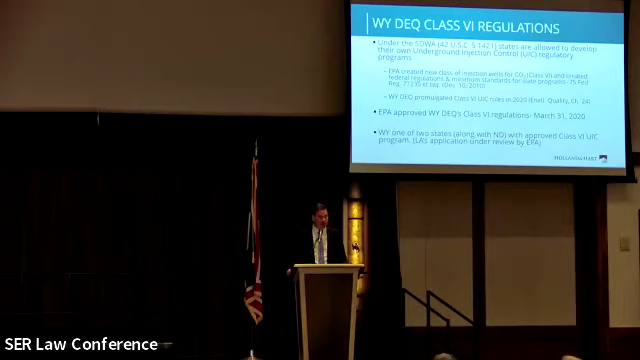 WY DEQ CLASS VI REGULATIONS
• Under the SDWA (42 U.S.C. § 1421) states are allowed to develop
their own Underground Injection Control (UIC) regulatory
programs
– EPA created new class of injection wells for CO₂ (Class VI) and created
federal regulations & minimum standards for state programs- 75 Fed
Reg. 77230 et seq. (Dec. 10, 2010)
– WY DEQ promulgated Class VI UIC rules in 2020 (Envtl. Quality, Ch. 24)
• EPA approved WY DEQ's Class VI regulations- March 31, 2020
• WY one of two states (along with ND) with approved Class VI UIC
program. (LA's application under review by EPA)
HOLLAND & HART
SER Law Conference